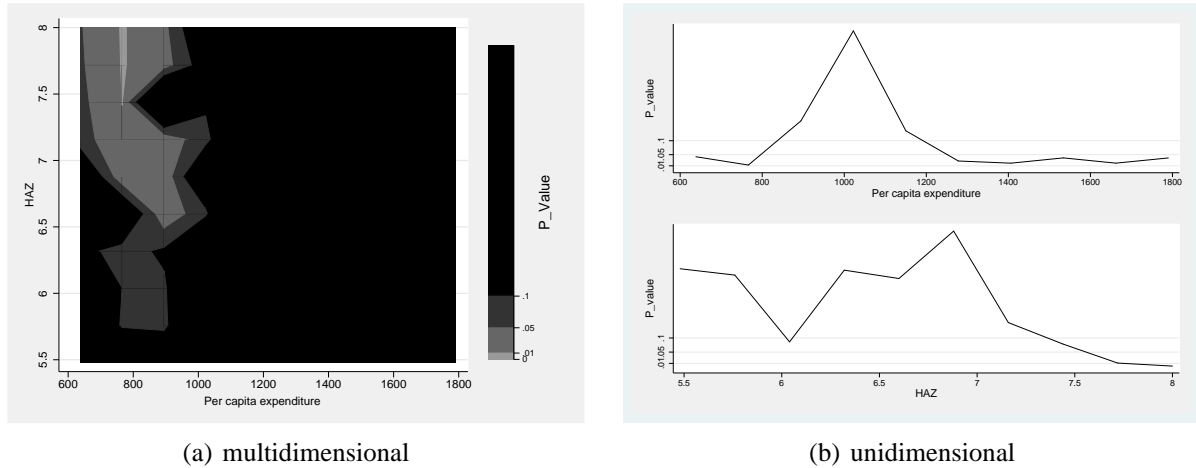 8
7.5
7
6.5
6
5.5
HAZ
600 800 1000 1200 1400 1600 1800
Per capita expenditure
.1
.05
.01
0
P_Value
(a) multidimensional
P_value
.01 .05 .1
600 800 1000 1200 1400 1600 1800
Per capita expenditure
P_value
.01 .05 .1
5.5 6 6.5 7 7.5 8
HAZ
(b) unidimensional